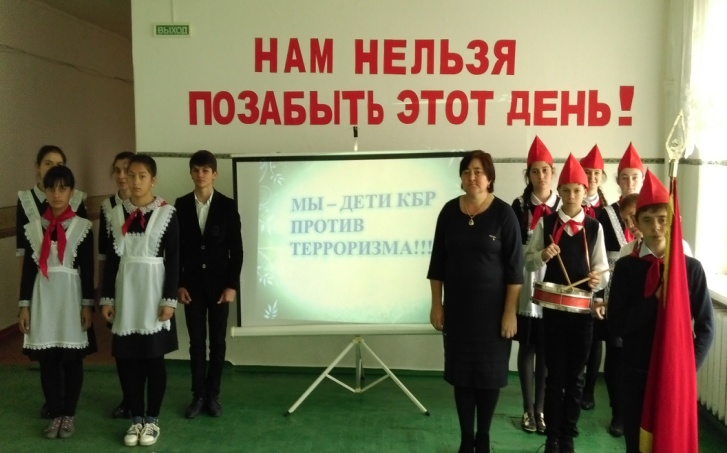 ВЫХОД
НАМ НЕЛЬЗЯ
ПОЗАБЫТЬ ЭТОТ ДЕНЬ!
МЫ – ДЕТИ КБР
ПРОТИВ
ТЕРРОРИЗМА!!!